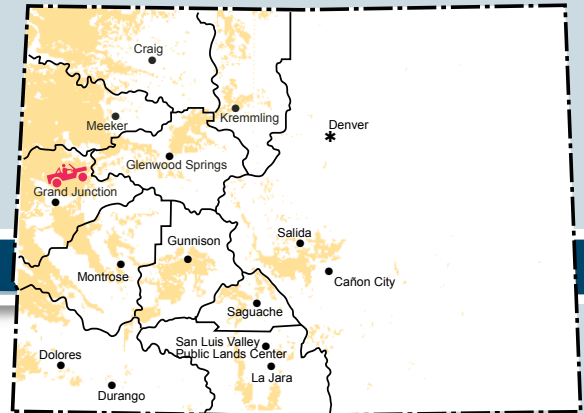 Craig
Kremmling
Meeker
Denver
*
Glenwood Springs
Grand Junction
Salida
Gunnison
Montrose
Cañon City
Saguache
San Luis Valley
Public Lands Center
Dolores
La Jara
Durango